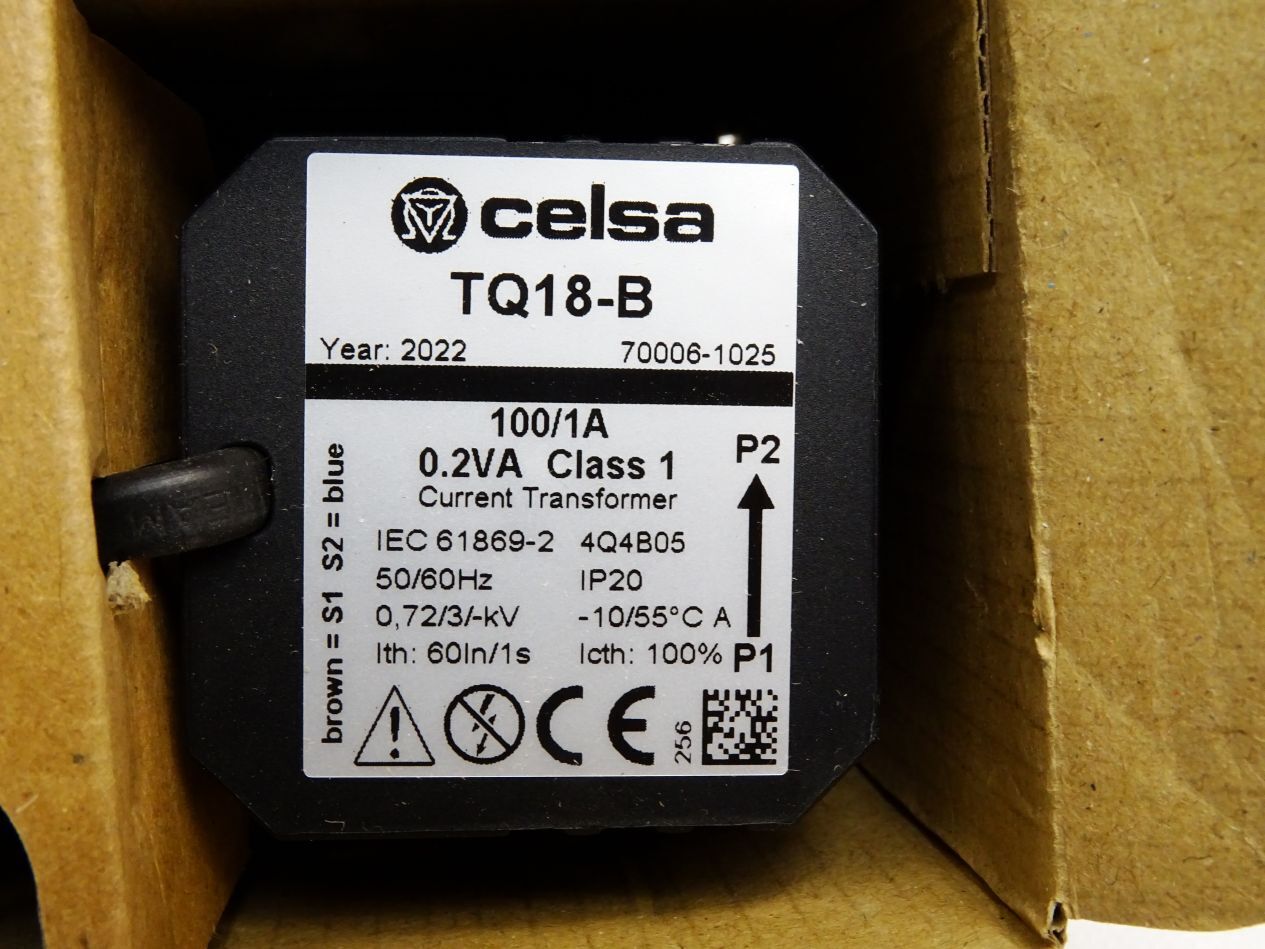 celsa
TQ18-B
Year: 2022 70006-1025
100/1A
0.2VA Class 1
Current Transformer
IEC 61869-2 4Q4B05
50/60Hz IP20
0,72/3/-kV -10/55°C A
Ith: 60In/1s Icth: 100%
P2
P1
brown = S1 S2 = blue
CE
256